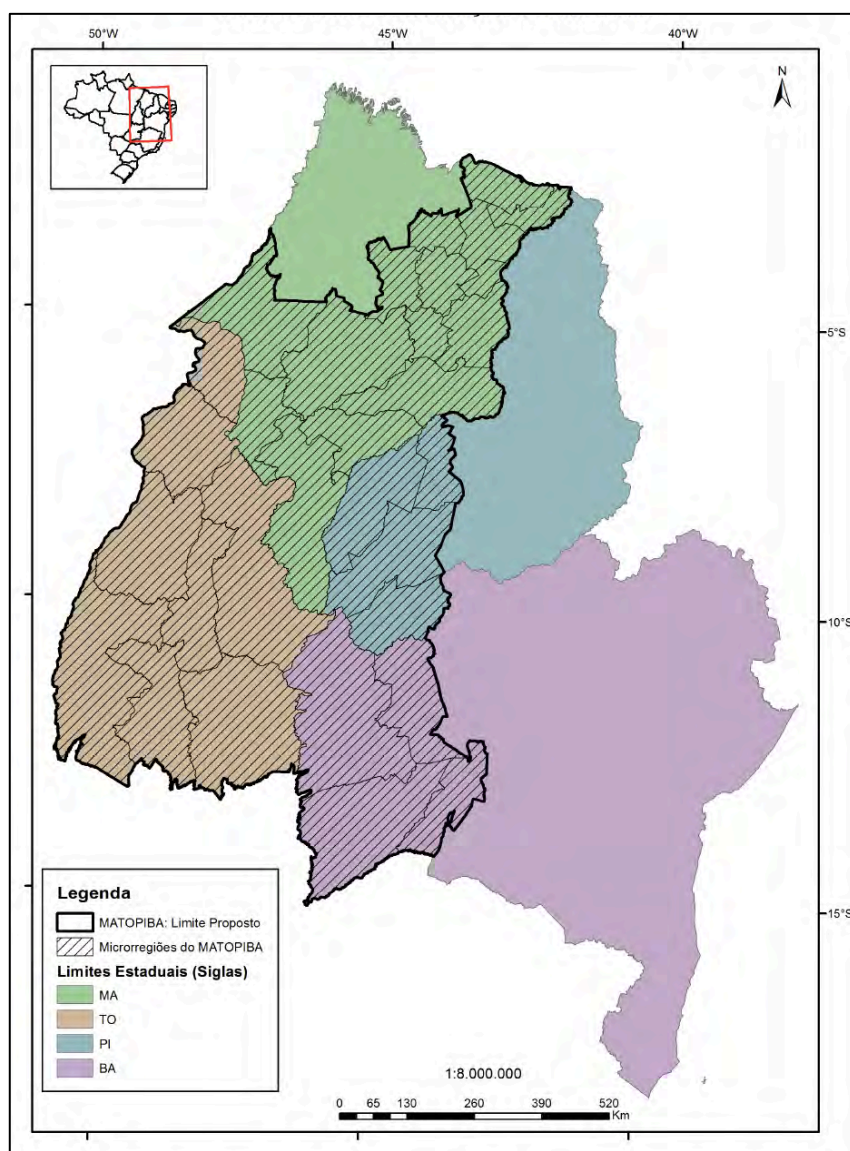 50°W
45°W
40°W
N
5°S
10°S
15°S
Legenda
MATOPIBA: Limite Proposto
Microrregiões do MATOPIBA
Limites Estaduais (Siglas)
MA
TO
PI
BA
1:8.000.000
0 65 130 260 390 520
Km